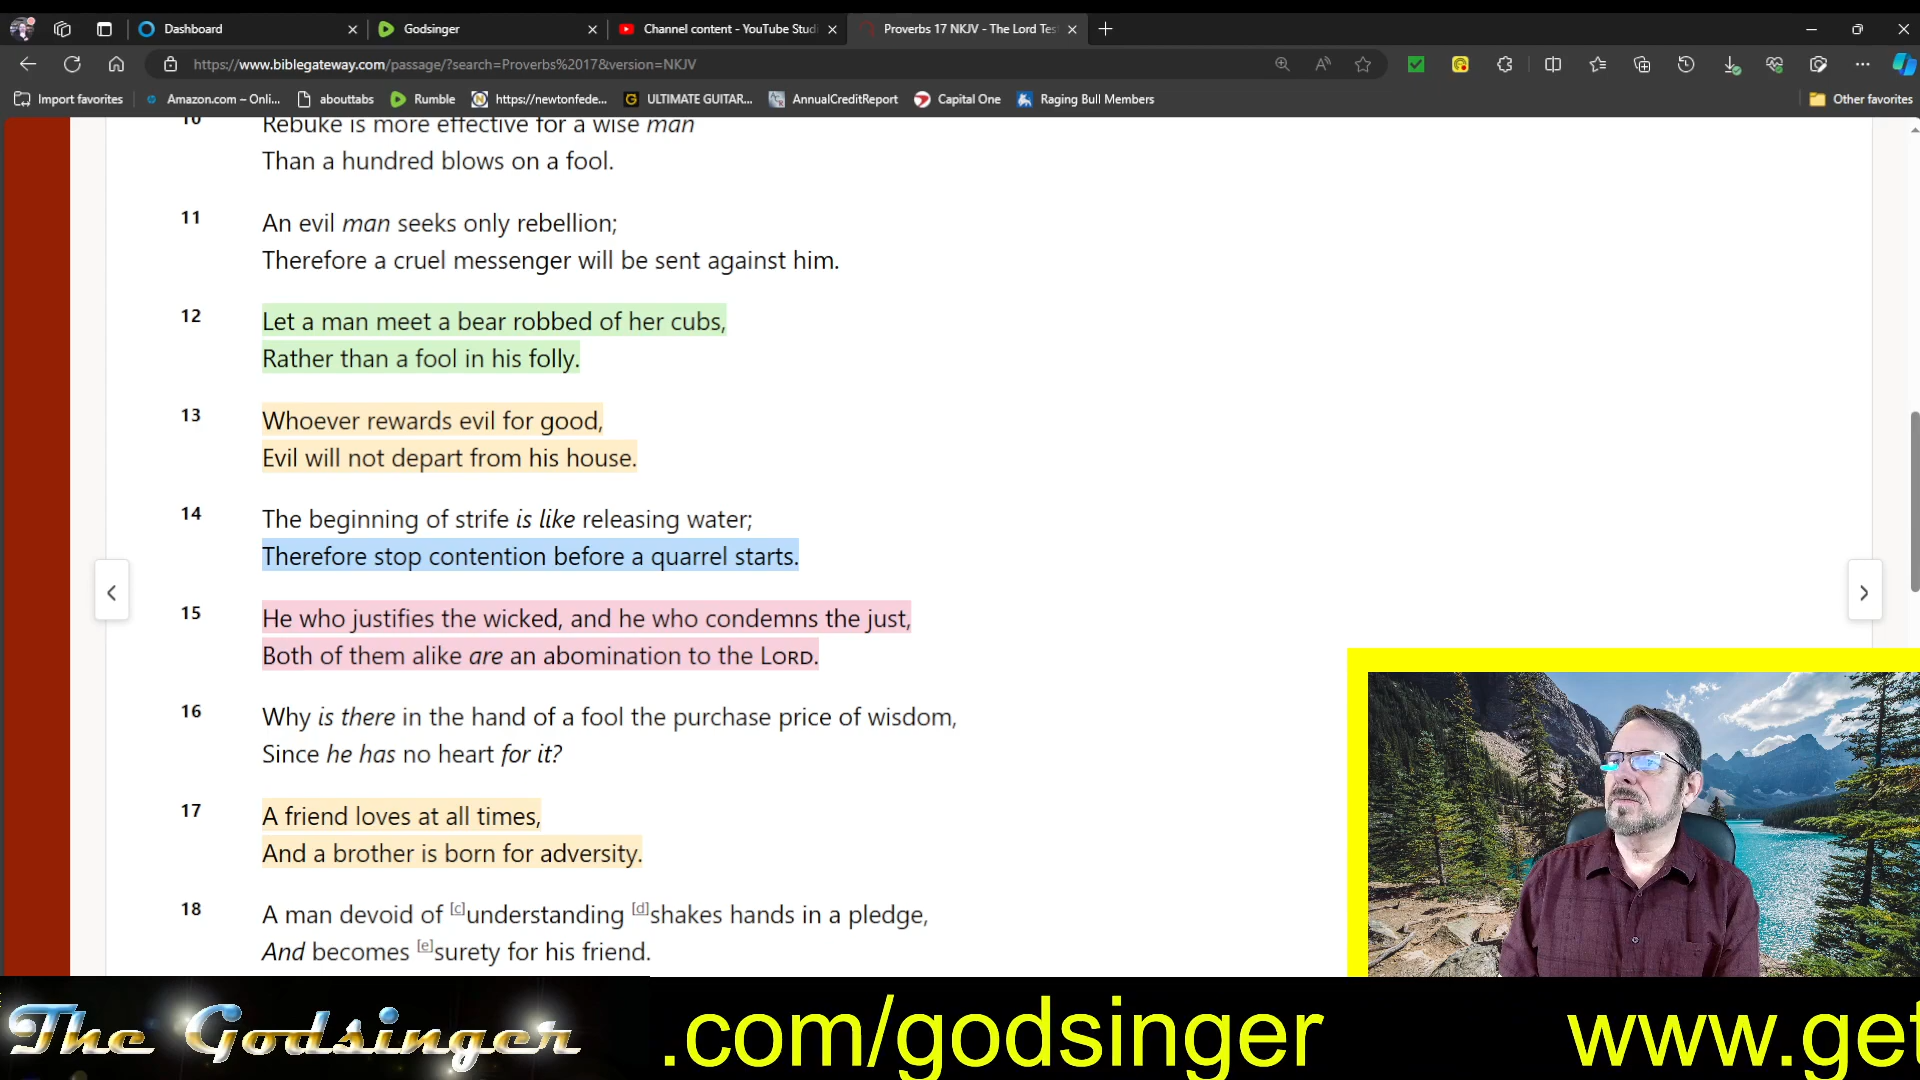 Dashboard
Godsinger
Channel content - YouTube Studi
Proverbs 17 NKJV - The Lord Tes
https://www.biblegateway.com/passage/?search=Proverbs%2017&version=NKJV
Import favorites
Amazon.com – Onli...
abouttabs
Rumble
https://newtonfede...
ULTIMATE GUITAR...
AnnualCreditReport
Capital One
Raging Bull Members
Other favorites
10 Rebuke is more effective for a wise man
Than a hundred blows on a fool.
11 An evil man seeks only rebellion;
Therefore a cruel messenger will be sent against him.
12 Let a man meet a bear robbed of her cubs,
Rather than a fool in his folly.
13 Whoever rewards evil for good,
Evil will not depart from his house.
14 The beginning of strife is like releasing water;
Therefore stop contention before a quarrel starts.
15 He who justifies the wicked, and he who condemns the just,
Both of them alike are an abomination to the LORD.
16 Why is there in the hand of a fool the purchase price of wisdom,
Since he has no heart for it?
17 A friend loves at all times,
And a brother is born for adversity.
18 A man devoid of [c]understanding [d]shakes hands in a pledge,
And becomes [e]surety for his friend.
The Godsinger
.com/godsinger
www.get